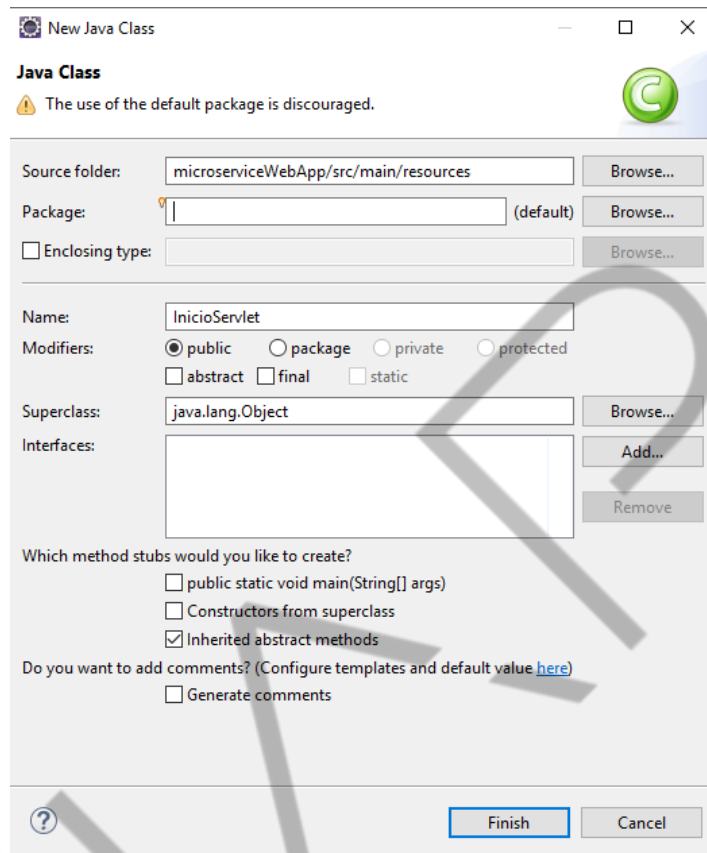 New Java Class
Java Class
The use of the default package is discouraged.
Source folder: microserviceWebApp/src/main/resources Browse...
Package: (default) Browse...
Enclosing type: Browse...
Name: InicioServlet
Modifiers: public package private protected
abstract final static
Superclass: java.lang.Object Browse...
Interfaces: Add...
Remove
Which method stubs would you like to create?
public static void main(String[] args)
Constructors from superclass
Inherited abstract methods
Do you want to add comments? (Configure templates and default value here)
Generate comments
? Finish Cancel